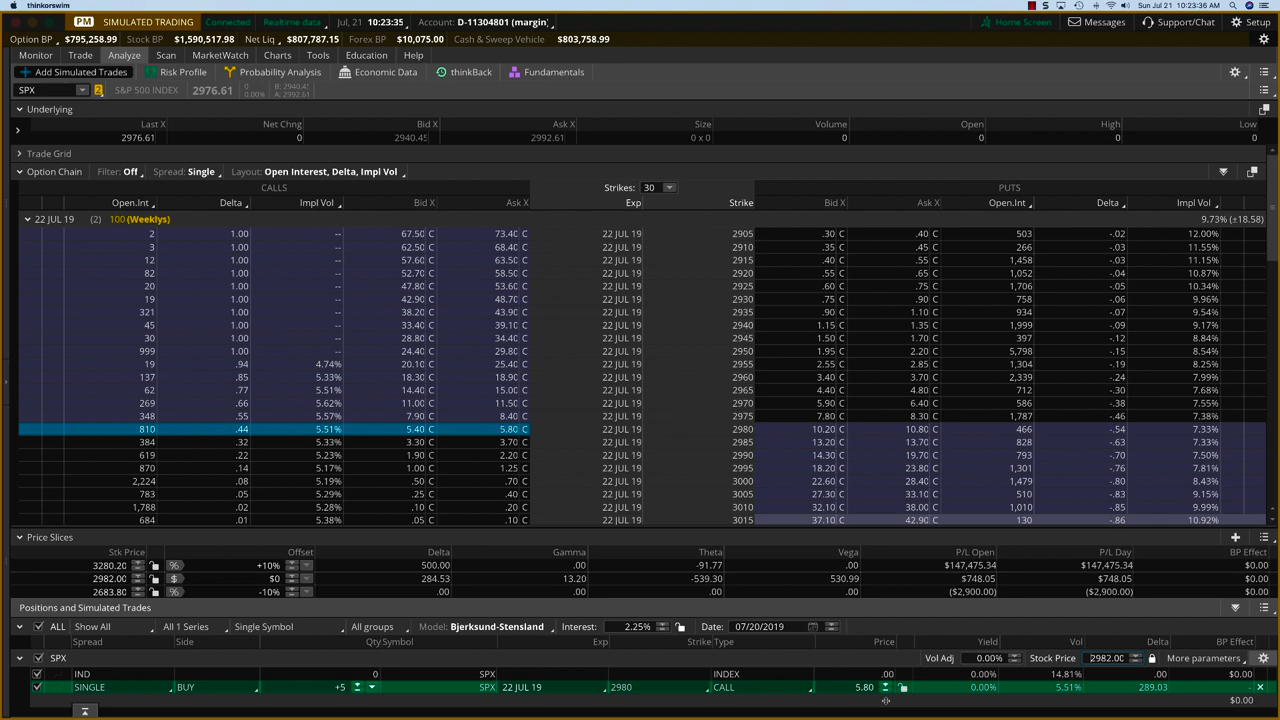 thinkorswim Sun Jul 21 10:23:36 AM
PM SIMULATED TRADING Connected Realtime data Jul, 21 10:23:35 Account: D-11304801 (margin) Home Screen Messages Support/Chat Setup
Option BP $795,258.99 Stock BP $1,590,517.98 Net Liq $807,787.15 Forex BP $10,075.00 Cash & Sweep Vehicle $803,758.99
Monitor Trade Analyze Scan MarketWatch Charts Tools Education Help
Add Simulated Trades Risk Profile Probability Analysis Economic Data thinkBack Fundamentals
SPX 2 S&P 500 INDEX 2976.61 0 0.00% B: 2940.45 A: 2992.61
Underlying
Last X Net Chng Bid X Ask X Size Volume Open High Low
2976.61 0 2940.45 2992.61 0 x 0 0 0 0 0
Trade Grid
Option Chain Filter: Off Spread: Single Layout: Open Interest, Delta, Impl Vol
CALLS Strikes: 30 PUTS
Open.Int Delta Impl Vol Bid X Ask X Exp Strike Bid X Ask X Open.Int Delta Impl Vol
22 JUL 19 (2) 100 (Weeklys) 9.73% (±18.58)
2 1.00 -- 67.50 C 73.40 C 22 JUL 19 2905 .30 C .40 C 503 -.02 12.00%
3 1.00 -- 62.50 C 68.40 C 22 JUL 19 2910 .35 C .45 C 266 -.03 11.55%
12 1.00 -- 57.60 C 63.50 C 22 JUL 19 2915 .40 C .55 C 1,458 -.03 11.15%
82 1.00 -- 52.70 C 58.50 C 22 JUL 19 2920 .55 C .65 C 1,052 -.04 10.87%
20 1.00 -- 47.80 C 53.60 C 22 JUL 19 2925 .60 C .75 C 1,706 -.05 10.34%
19 1.00 -- 42.90 C 48.70 C 22 JUL 19 2930 .75 C .90 C 758 -.06 9.96%
321 1.00 -- 38.20 C 43.90 C 22 JUL 19 2935 .90 C 1.10 C 934 -.07 9.54%
45 1.00 -- 33.40 C 39.10 C 22 JUL 19 2940 1.15 C 1.35 C 1,999 -.09 9.17%
30 1.00 -- 28.80 C 34.40 C 22 JUL 19 2945 1.50 C 1.70 C 397 -.12 8.84%
999 1.00 -- 24.40 C 29.80 C 22 JUL 19 2950 1.95 C 2.20 C 5,798 -.15 8.54%
19 .94 4.74% 20.10 C 25.40 C 22 JUL 19 2955 2.55 C 2.85 C 1,304 -.19 8.25%
137 .85 5.33% 18.30 C 18.90 C 22 JUL 19 2960 3.40 C 3.70 C 2,339 -.24 7.99%
62 .77 5.51% 14.40 C 15.00 C 22 JUL 19 2965 4.40 C 4.80 C 712 -.30 7.68%
269 .66 5.62% 11.00 C 11.50 C 22 JUL 19 2970 5.90 C 6.40 C 586 -.38 7.55%
348 .55 5.57% 7.90 C 8.40 C 22 JUL 19 2975 7.80 C 8.30 C 1,787 -.46 7.38%
810 .44 5.51% 5.40 C 5.80 C 22 JUL 19 2980 10.20 C 10.80 C 466 -.54 7.33%
384 .32 5.33% 3.30 C 3.70 C 22 JUL 19 2985 13.20 C 13.70 C 828 -.63 7.50%
619 .22 5.23% 1.90 C 2.20 C 22 JUL 19 2990 14.30 C 19.70 C 793 -.70 7.50%
870 .14 5.17% 1.00 C 1.25 C 22 JUL 19 2995 18.20 C 23.80 C 1,301 -.76 7.81%
2,224 .08 5.19% .50 C .70 C 22 JUL 19 3000 22.60 C 28.40 C 1,479 -.80 8.43%
783 .05 5.29% .25 C .40 C 22 JUL 19 3005 27.30 C 33.10 C 510 -.83 9.15%
1,788 .02 5.28% .10 C .20 C 22 JUL 19 3010 32.10 C 38.00 C 1,010 -.85 9.99%
684 .01 5.38% .05 C .10 C 22 JUL 19 3015 37.10 C 42.90 C 130 -.86 10.92%
Price Slices
Stk Price Offset Delta Gamma Theta Vega P/L Open P/L Day BP Effect
3280.20 % +10% 500.00 .00 -91.77 .00 $147,475.34 $147,475.34 $0.00
2982.00 $ $0 284.53 13.20 -539.30 530.99 $748.05 $748.05 $0.00
2683.80 % -10% .00 .00 .00 .00 ($2,900.00) ($2,900.00) $0.00
Positions and Simulated Trades
ALL Show All All 1 Series Single Symbol All groups Model: Bjerksund-Stensland Interest: 2.25% Date: 07/20/2019
Spread Side Qty Symbol Exp Strike Type Price Yield Vol Delta BP Effect
SPX Vol Adj 0.00% Stock Price 2982.00 More parameters
IND 0 SPX INDEX .00 0.00% 14.81% .00 $0.00
SINGLE BUY +5 SPX 22 JUL 19 2980 CALL 5.80 0.00% 5.51% 289.03 -
$0.00